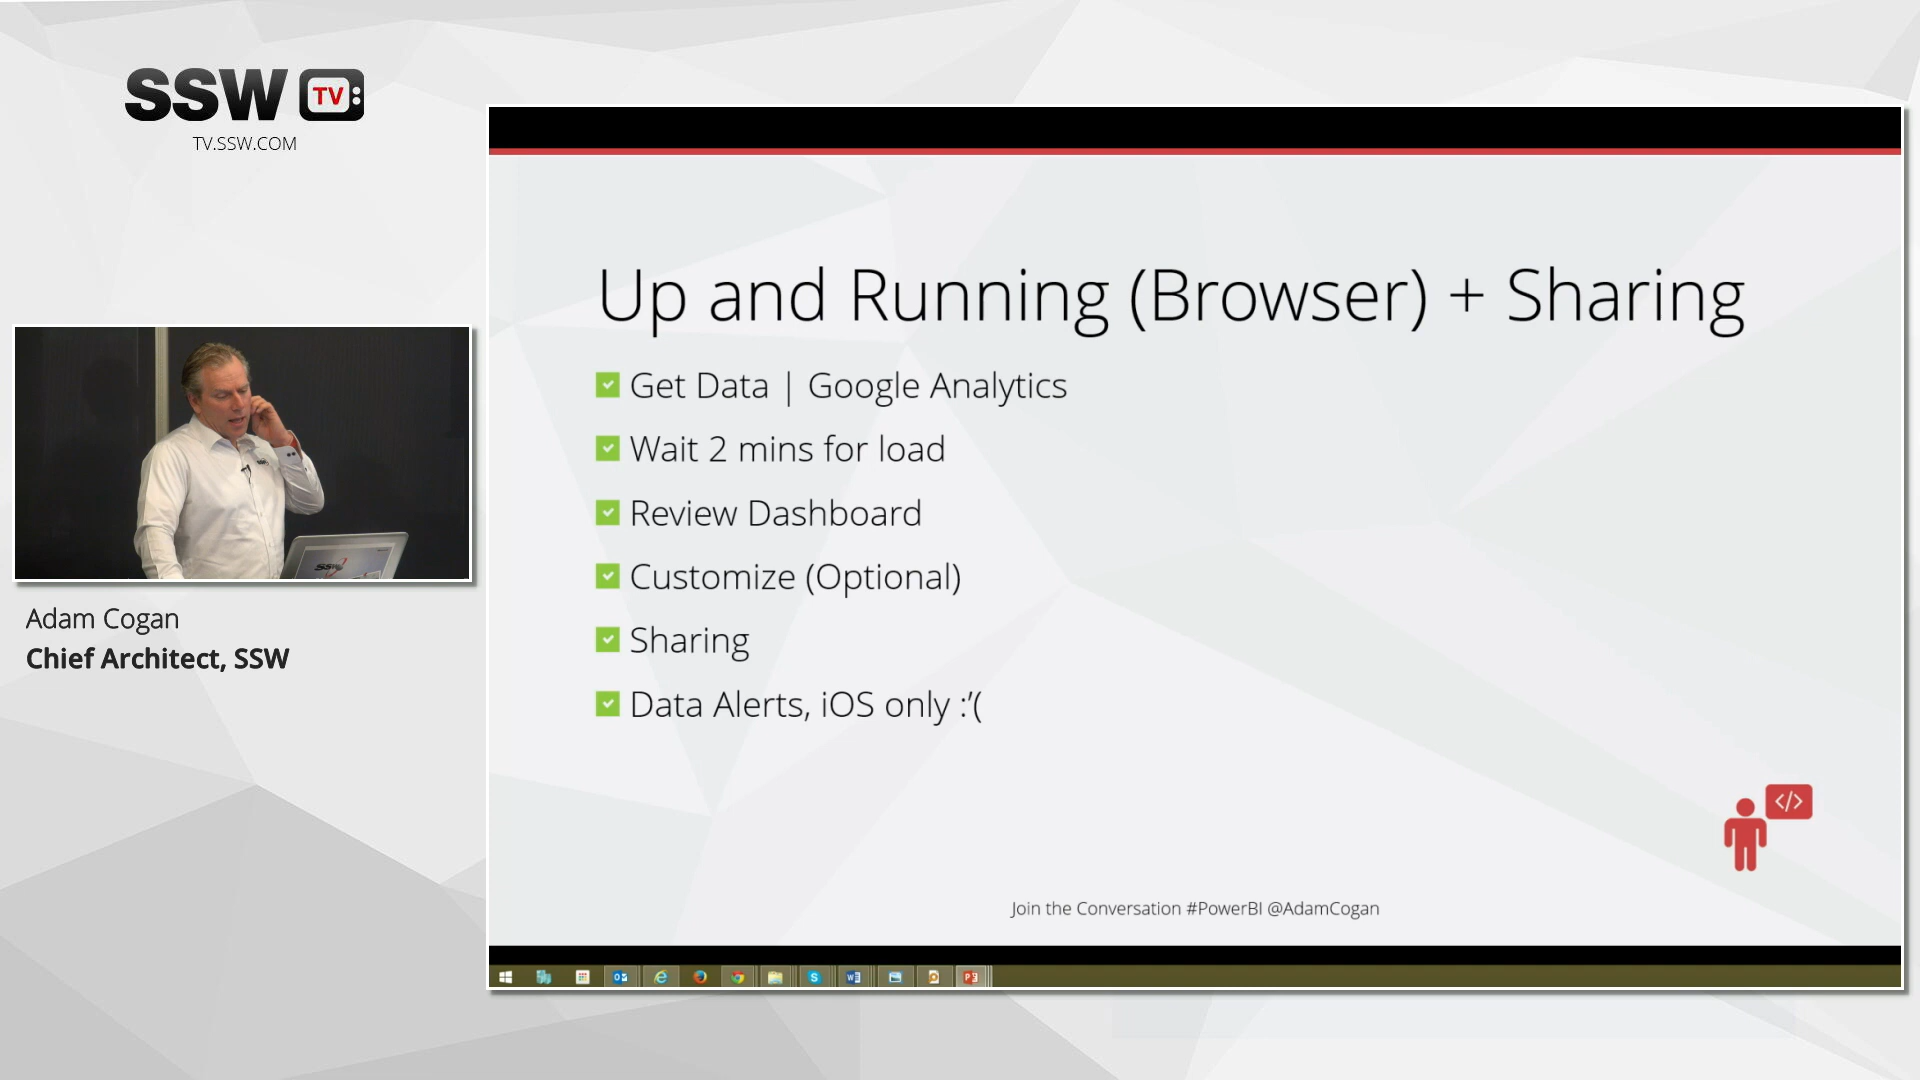 SSW TV
TV.SSW.COM
Up and Running (Browser) + Sharing
Get Data | Google Analytics
Wait 2 mins for load
Review Dashboard
Customize (Optional)
Sharing
Data Alerts, iOS only :’(
</>
Join the Conversation #PowerBI @AdamCogan
SSW
Adam Cogan
Chief Architect, SSW